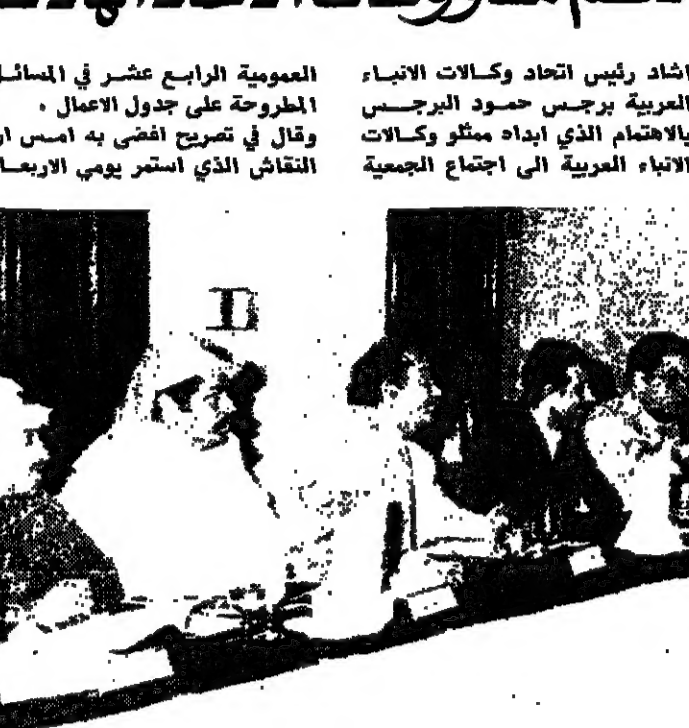 اشاد رئيس اتحاد وكالات الانباء
العربية برجس حمود البرجس
بالاهتمام الذي ابداه ممثلو وكالات
الانباء العربية الى اجتماع الجمعية
العمومية الرابع عشر في المسائل
المطروحة على جدول الاعمال .
وقال في تصريح افضى به امس ان
النقاش الذي استمر يومي الاربعا